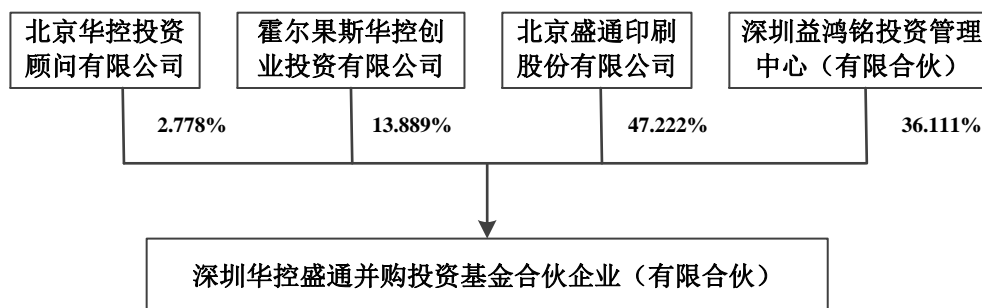 北京华控投资
顾问有限公司
霍尔果斯华控创
业投资有限公司
北京盛通印刷
股份有限公司
深圳益鸿铭投资管理
中心（有限合伙）
2.778%
13.889%
47.222%
36.111%
深圳华控盛通并购投资基金合伙企业（有限合伙）